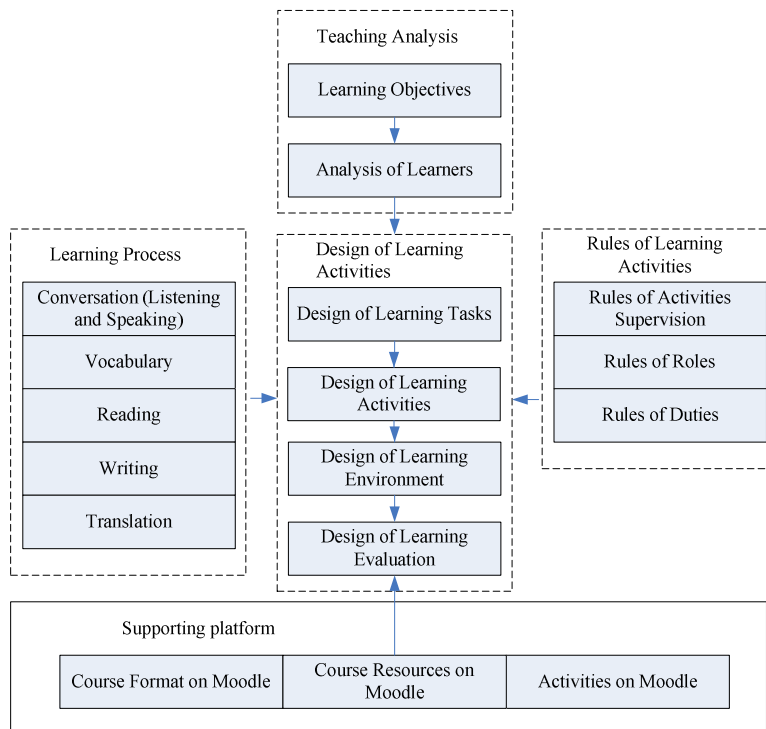 Teaching Analysis
Learning Objectives
Analysis of Learners
Learning Process
Conversation (Listening
and Speaking)
Vocabulary
Reading
Writing
Translation
Design of Learning
Activities
Design of Learning Tasks
Design of Learning
Activities
Design of Learning
Environment
Design of Learning
Evaluation
Rules of Learning
Activities
Rules of Activities
Supervision
Rules of Roles
Rules of Duties
Supporting platform
Course Format on Moodle
Course Resources on
Moodle
Activities on Moodle